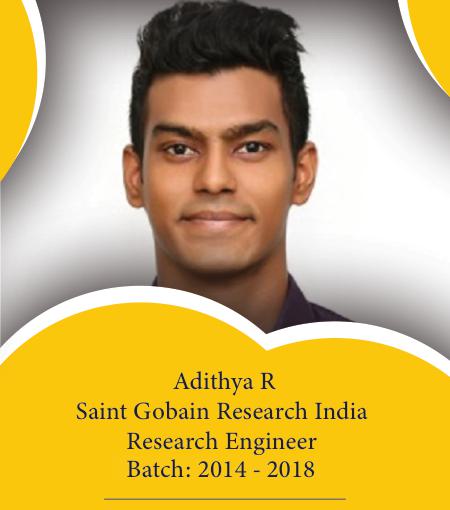 Adithya R
Saint Gobain Research India
Research Engineer
Batch: 2014 - 2018